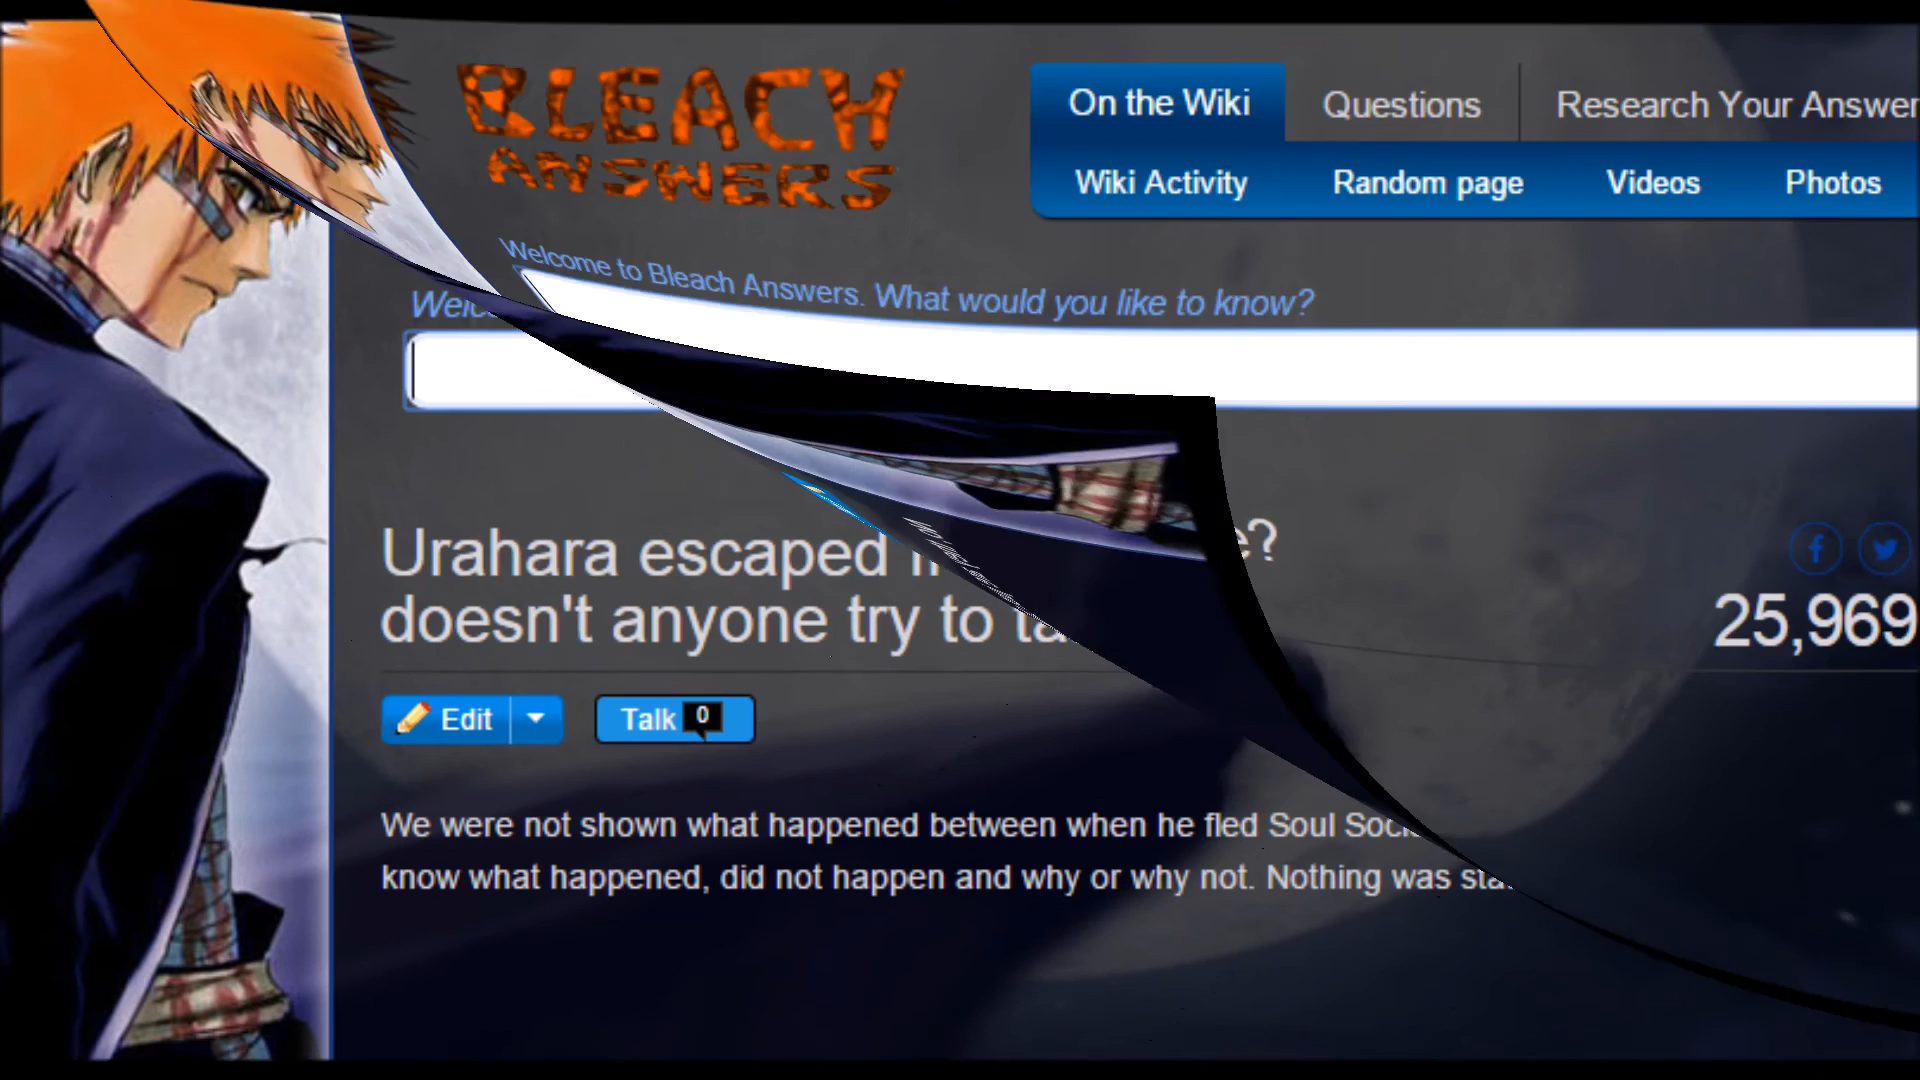 BLEACH
ANSWERS
On the Wiki
Questions
Research Your Answer
Wiki Activity
Random page
Videos
Photos
Welcome to Bleach Answers. What would you like to know?
Urahara escaped
doesn't anyone try to
25,969
Edit
Talk 0
We were not shown what happened between when he fled Soul
know what happened, did not happen and why or why not. Nothing was